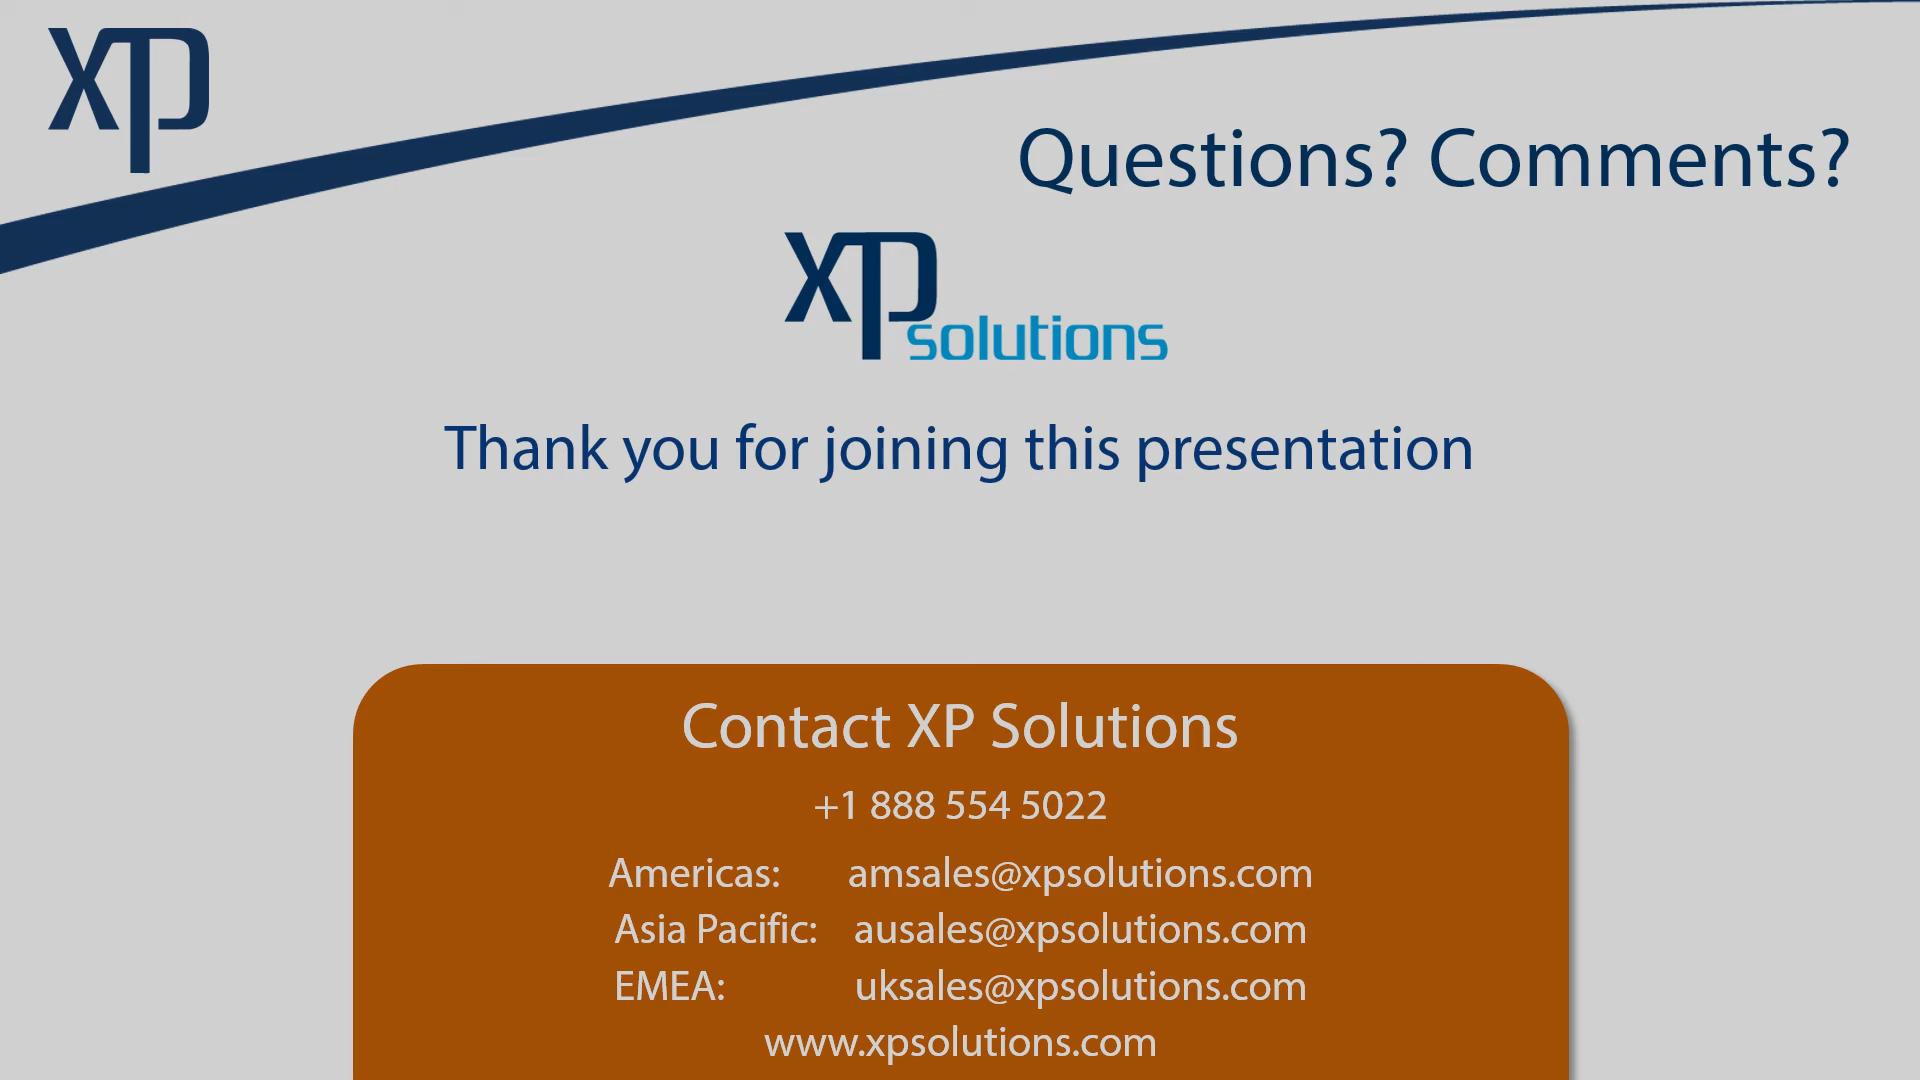 xp
Questions? Comments?
xp solutions
Thank you for joining this presentation
Contact XP Solutions
+1 888 554 5022
Americas: amsales@xpsolutions.com
Asia Pacific: ausales@xpsolutions.com
EMEA: uksales@xpsolutions.com
www.xpsolutions.com